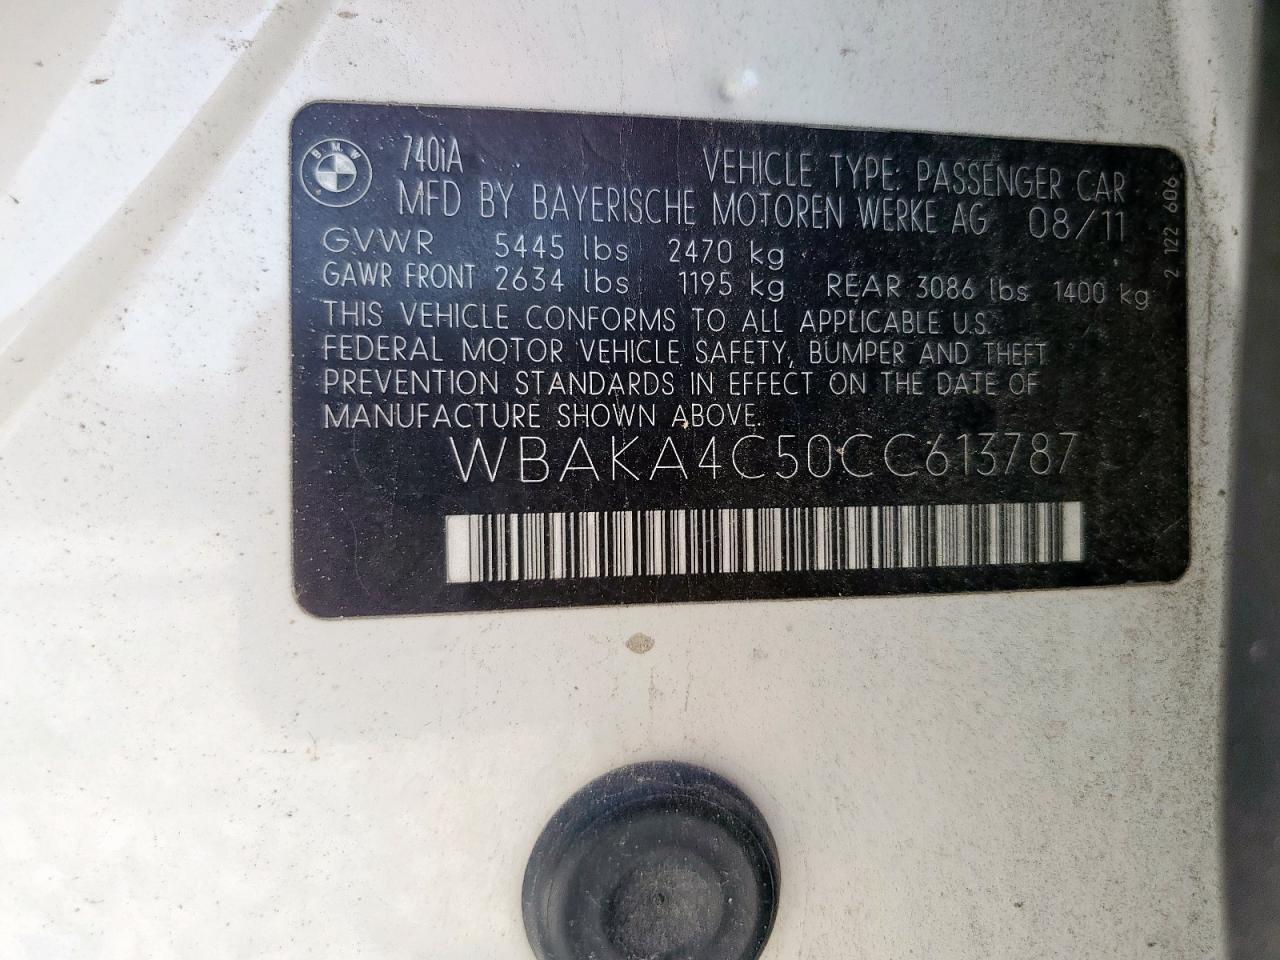 BMW 740iA VEHICLE TYPE: PASSENGER CAR
MFD BY BAYERISCHE MOTOREN WERKE AG 08/11
GVWR 5445 lbs 2470 kg
GAWR FRONT 2634 lbs 1195 kg REAR 3086 lbs 1400 kg
THIS VEHICLE CONFORMS TO ALL APPLICABLE U.S.
FEDERAL MOTOR VEHICLE SAFETY, BUMPER AND THEFT
PREVENTION STANDARDS IN EFFECT ON THE DATE OF
MANUFACTURE SHOWN ABOVE.
WBAKA4C50CC613787
2 122 606